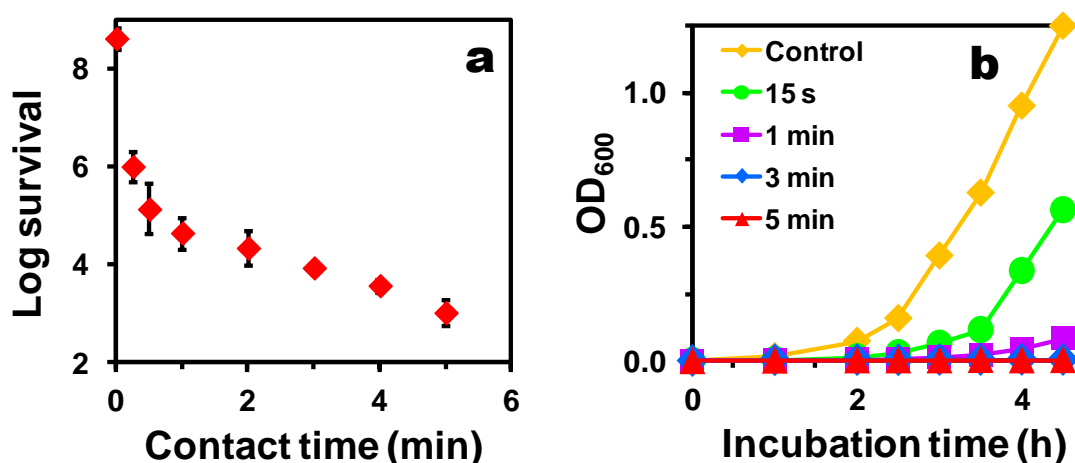 a
8
6
4
2
0 2 4 6
Log survival
Contact time (min)
b
Control
15 s
1 min
3 min
5 min
1.0
0.5
0.0
0 2 4
OD600
Incubation time (h)